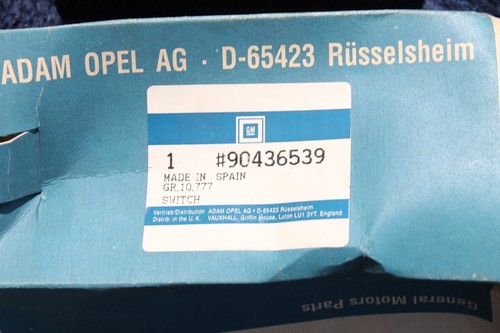 ADAM OPEL AG · D-65423 Rüsselsheim
GM
1 #90436539
MADE IN SPAIN
GR.10.777
SWITCH
Vertrieb/Distribution ADAM OPEL AG · D-65423 Rüsselsheim
Distrib. in the U.K. VAUXHALL, Griffin House, Luton LU1 3YT. England
General Motors Parts